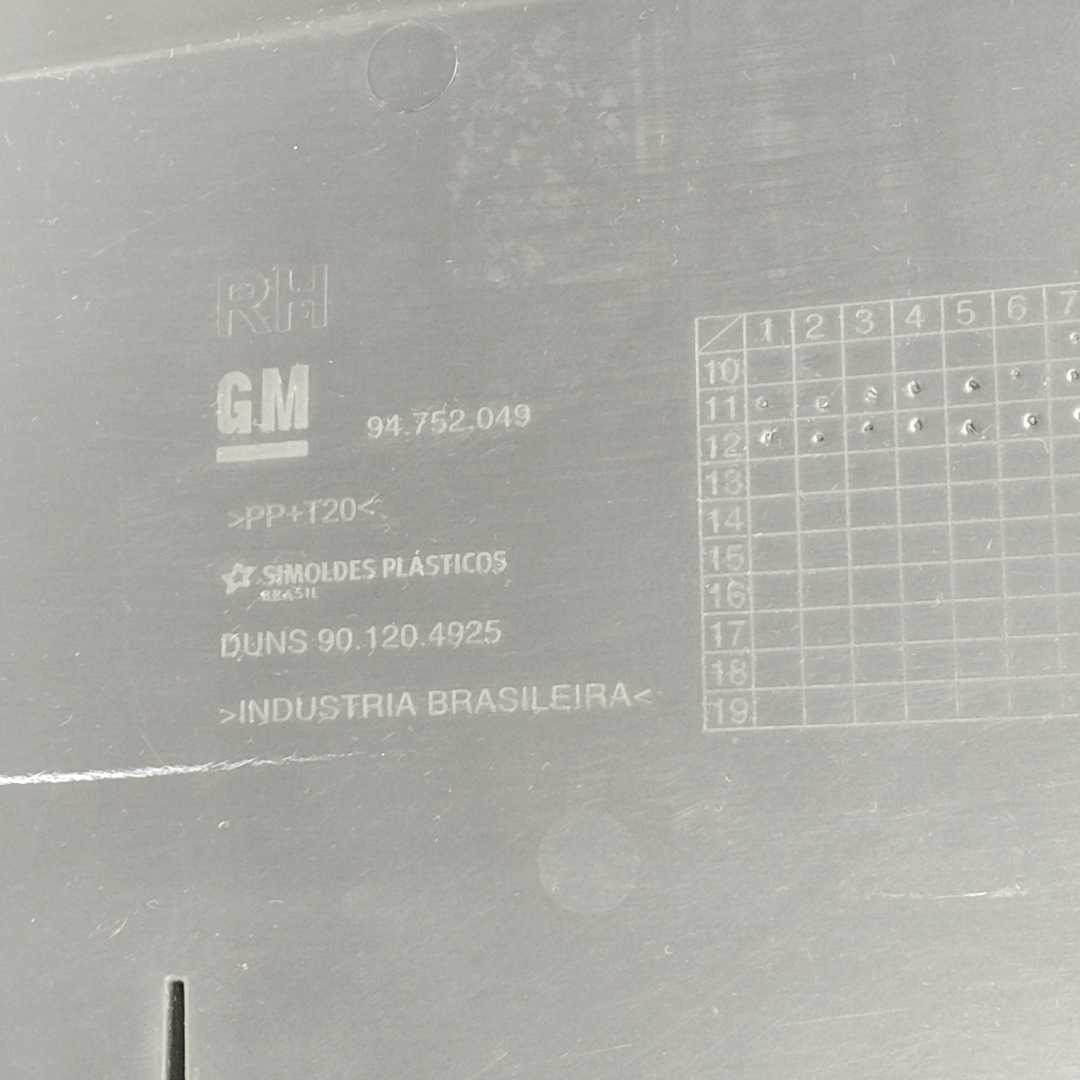 RH
GM
94.752.049
>PP+T20<
SIMOLDES PLÁSTICOS
BRASIL
DUNS 90.120.4925
>INDUSTRIA BRASILEIRA<
1 2 3 4 5 6 7
10
11
12
13
14
15
16
17
18
19